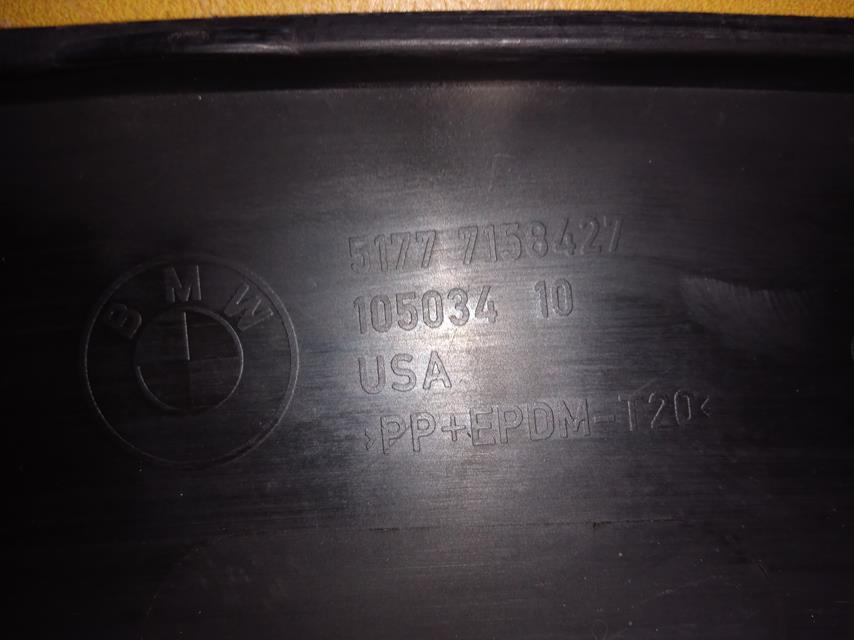 BMW
5177 7158427
105034 10
USA
>PP+EPDM-T20<